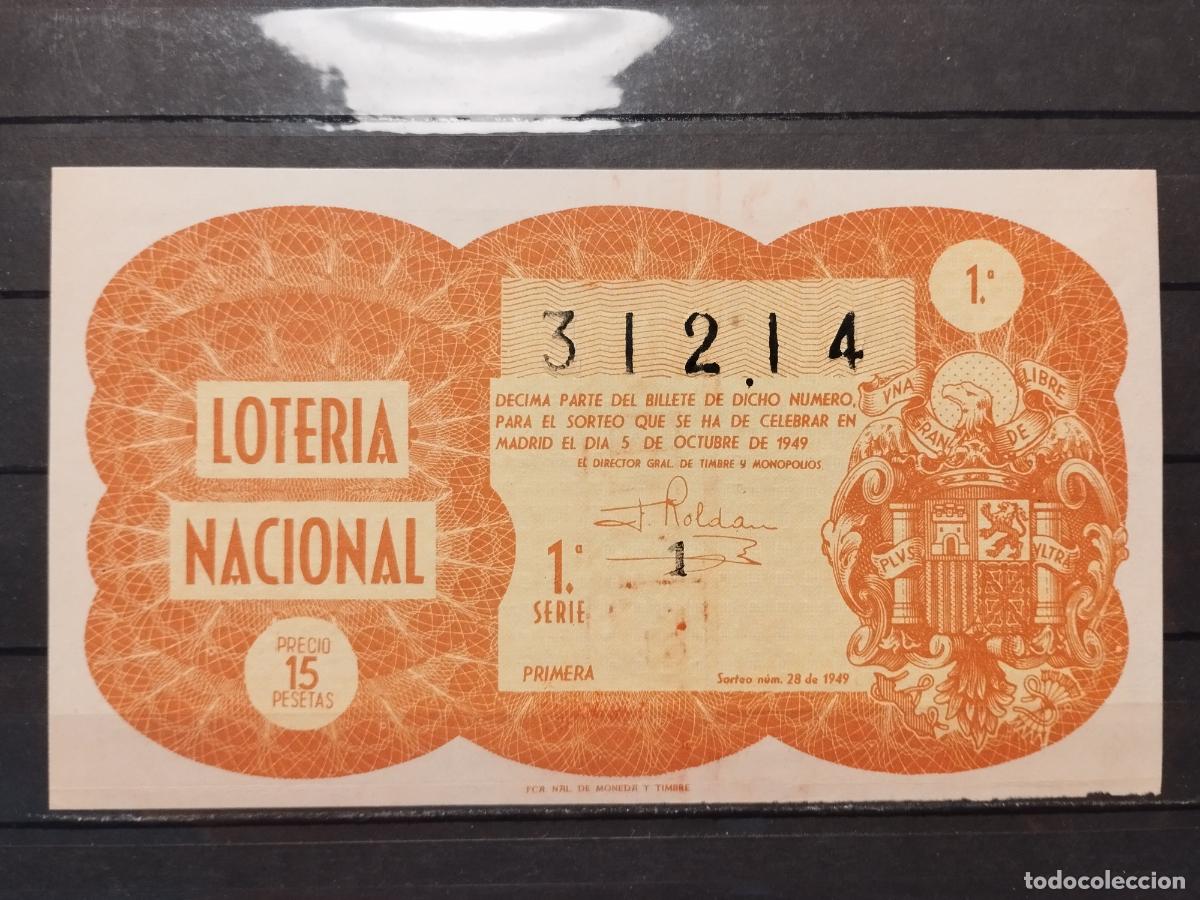 LOTERIA
NACIONAL
PRECIO
15
PESETAS
1.ª
31214
DECIMA PARTE DEL BILLETE DE DICHO NUMERO,
PARA EL SORTEO QUE SE HA DE CELEBRAR EN
MADRID EL DIA 5 DE OCTUBRE DE 1949
EL DIRECTOR GRAL. DE TIMBRE Y MONOPOLIOS
J. Roldan
1.ª
1
SERIE
PRIMERA
Sorteo núm. 28 de 1949
VNA
GRANDE
LIBRE
PLVS
VLTRA
FCA. NAL. DE MONEDA Y TIMBRE
todocoleccion